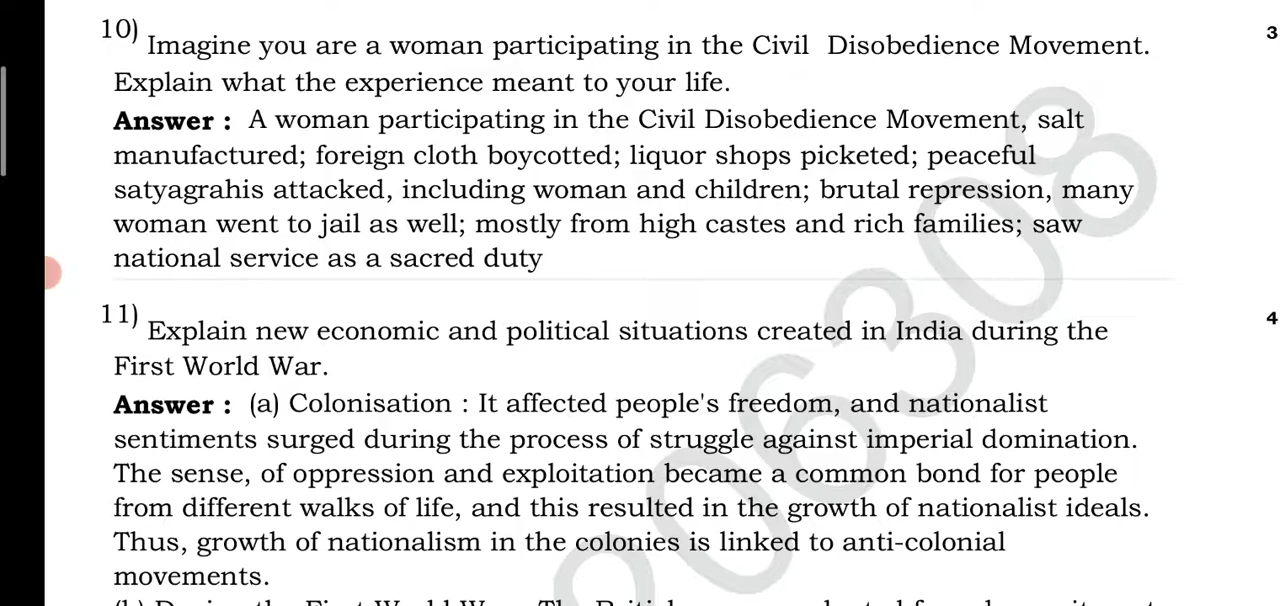 10)
3
Imagine you are a woman participating in the Civil Disobedience Movement.
Explain what the experience meant to your life.
Answer : A woman participating in the Civil Disobedience Movement, salt
manufactured; foreign cloth boycotted; liquor shops picketed; peaceful
satyagrahis attacked, including woman and children; brutal repression, many
woman went to jail as well; mostly from high castes and rich families; saw
national service as a sacred duty
11)
4
Explain new economic and political situations created in India during the
First World War.
Answer : (a) Colonisation : It affected people's freedom, and nationalist
sentiments surged during the process of struggle against imperial domination.
The sense, of oppression and exploitation became a common bond for people
from different walks of life, and this resulted in the growth of nationalist ideals.
Thus, growth of nationalism in the colonies is linked to anti-colonial
movements.
206308